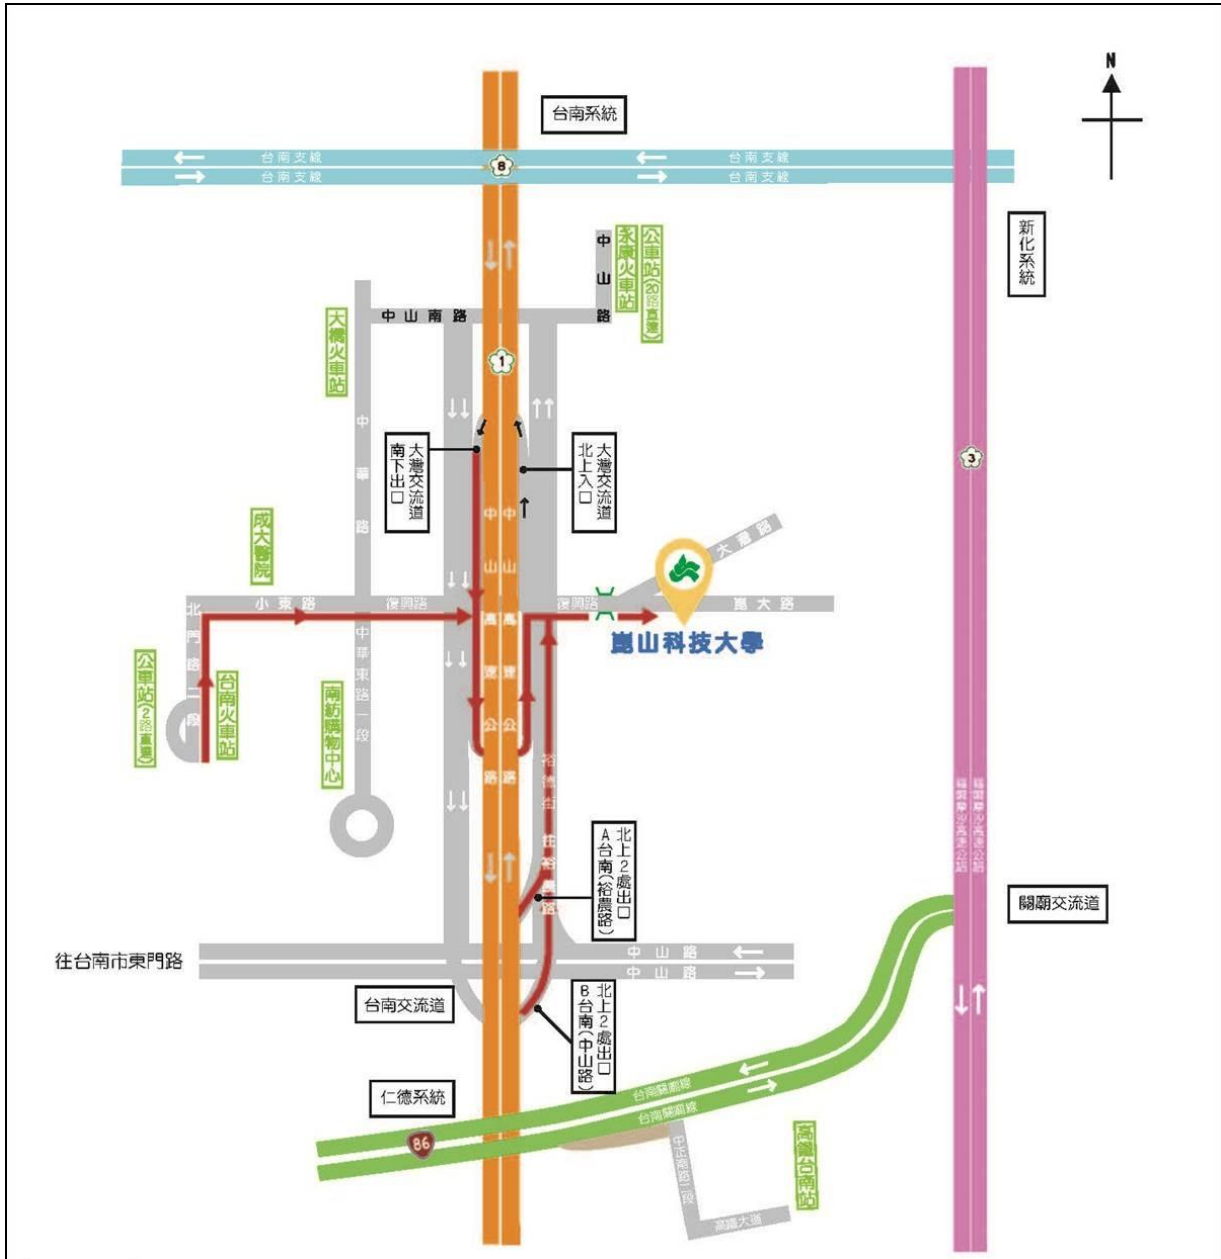 N
台南系統
台南支線
台南支線
8
台南支線
台南支線
新化系統
中山路
永康火車站
公車站(20路直達)
中山南路
大橋火車站
1
中華路
大灣交流道
南下出口
大灣交流道
北上入口
3
成大醫院
大灣路
小東路
復興路
復興路
崑大路
崑山科技大學
北門路二段
公車站(2路直達)
台南火車站
中華東路一段
南紡購物中心
中山高速公路
中山高速公路
裕德街
往裕農路
福爾摩沙高速公路
福爾摩沙高速公路
北上2處出口
A台南(裕農路)
關廟交流道
往台南市東門路
中山路
中山路
台南交流道
北上2處出口
B台南(中山路)
仁德系統
台南關廟線
台南關廟線
86
中正南路二段
高鐵台南站
高鐵大道